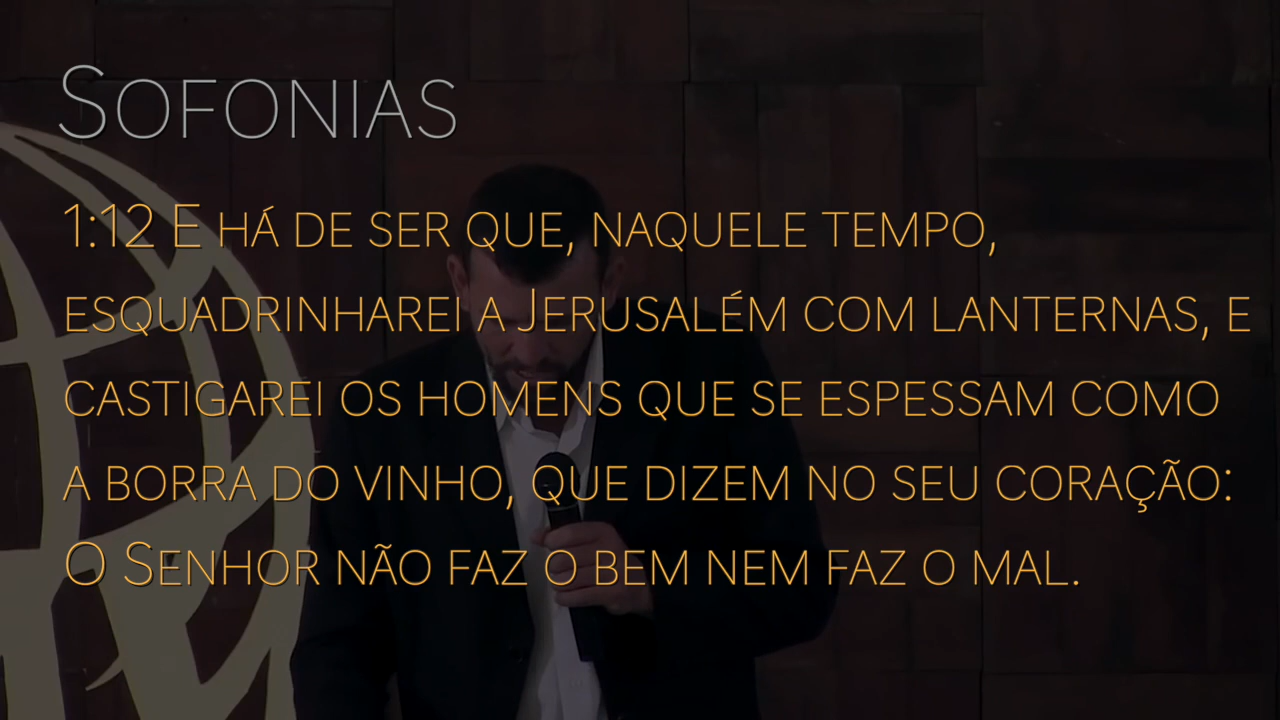 Sofonias
1:12 E há de ser que, naquele tempo,
esquadrinharei a Jerusalém com lanternas, e
castigarei os homens que se espessam como
a borra do vinho, que dizem no seu coração:
O Senhor não faz o bem nem faz o mal.